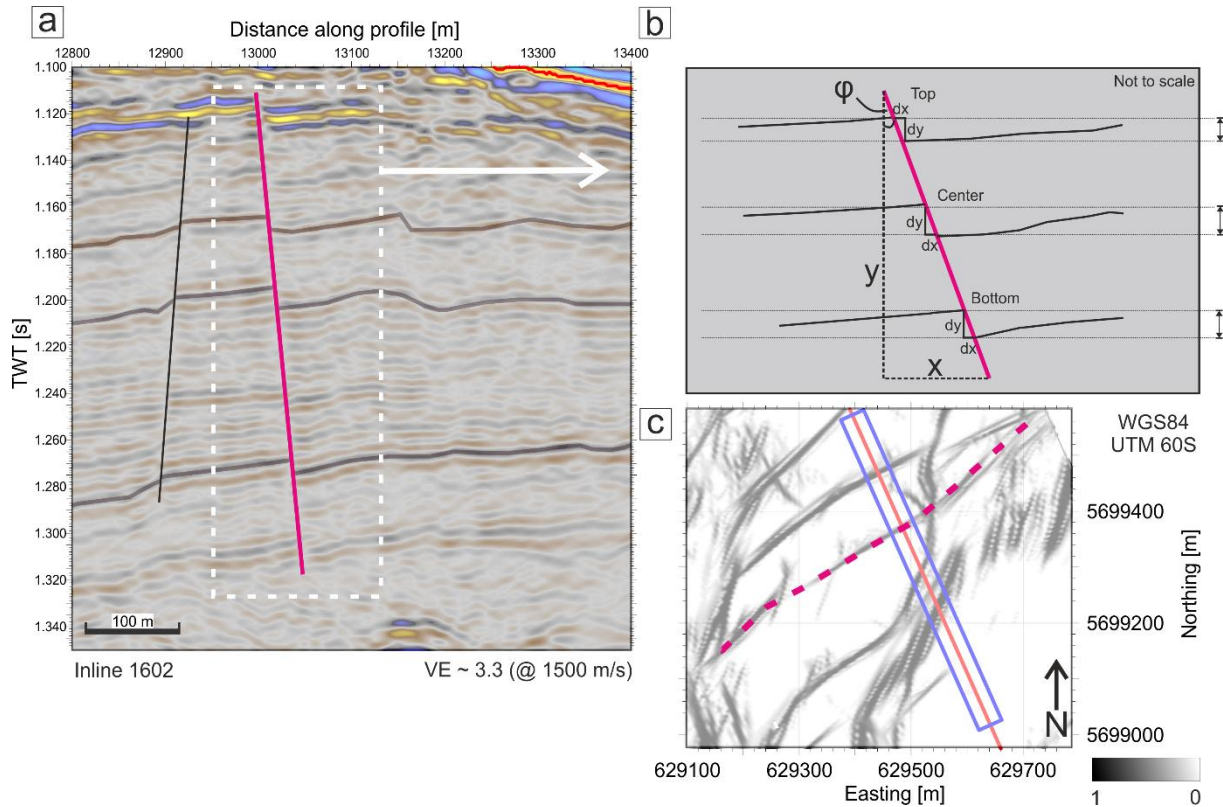 a
Distance along profile [m]
12800 12900 13000 13100 13200 13300 13400
TWT [s]
1.100
1.120
1.140
1.160
1.180
1.200
1.220
1.240
1.260
1.280
1.300
1.320
1.340
100 m
Inline 1602
VE ~ 3.3 (@ 1500 m/s)
b
Not to scale
φ
Top
dx
dy
Center
dy
dx
y
Bottom
dy
dx
x
c
WGS84
UTM 60S
5699400
5699200
5699000
Northing [m]
N
629100 629300 629500 629700
Easting [m]
1 0